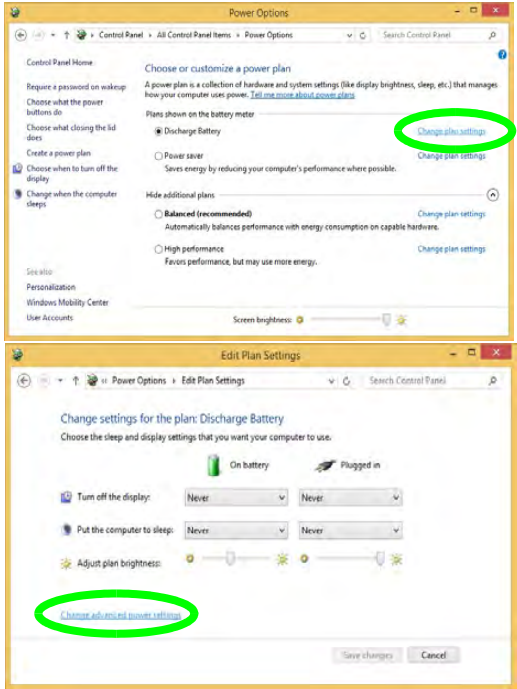 Power Options
Control Panel ▸ All Control Panel Items ▸ Power Options
Search Control Panel
Control Panel Home
Require a password on wakeup
Choose what the power
buttons do
Choose what closing the lid
does
Create a power plan
Choose when to turn off the
display
Change when the computer
sleeps
See also
Personalization
Windows Mobility Center
User Accounts
Choose or customize a power plan
A power plan is a collection of hardware and system settings (like display brightness, sleep, etc.) that manages
how your computer uses power. Tell me more about power plans
Plans shown on the battery meter
Discharge Battery Change plan settings
Power saver Change plan settings
Saves energy by reducing your computer's performance where possible.
Hide additional plans
Balanced (recommended) Change plan settings
Automatically balances performance with energy consumption on capable hardware.
High performance Change plan settings
Favors performance, but may use more energy.
Screen brightness:
Edit Plan Settings
« Power Options ▸ Edit Plan Settings
Search Control Panel
Change settings for the plan: Discharge Battery
Choose the sleep and display settings that you want your computer to use.
On battery Plugged in
Turn off the display: Never Never
Put the computer to sleep: Never Never
Adjust plan brightness:
Change advanced power settings
Save changes Cancel